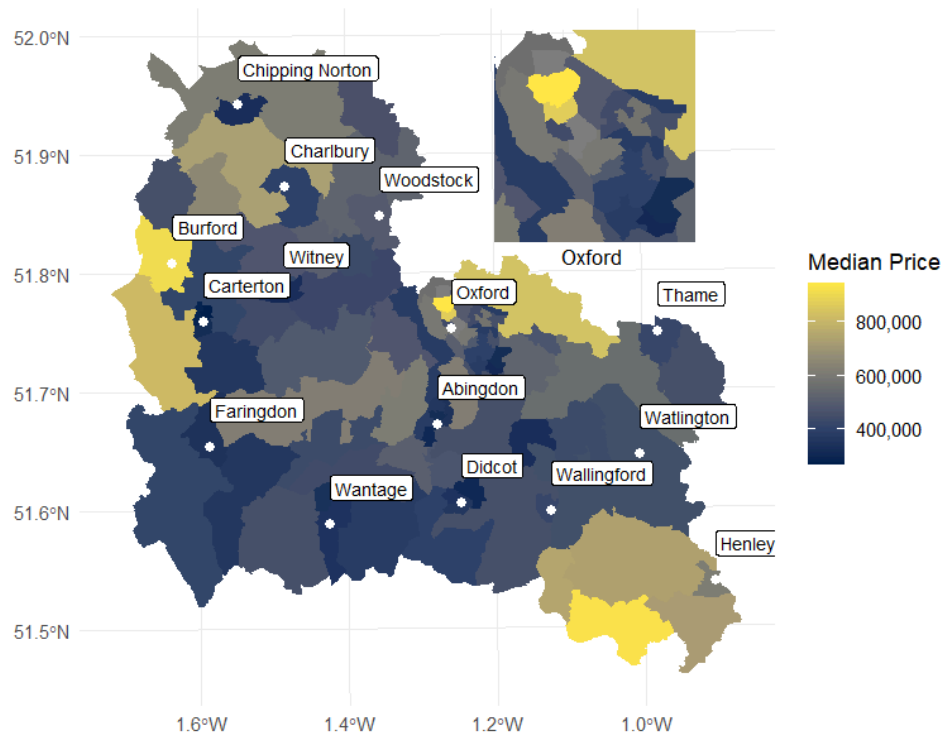 52.0°N
51.9°N
51.8°N
51.7°N
51.6°N
51.5°N
1.6°W
1.4°W
1.2°W
1.0°W
Chipping Norton
Charlbury
Woodstock
Burford
Witney
Carterton
Oxford
Oxford
Thame
Abingdon
Faringdon
Watlington
Didcot
Wallingford
Wantage
Henley
Median Price
800,000
600,000
400,000